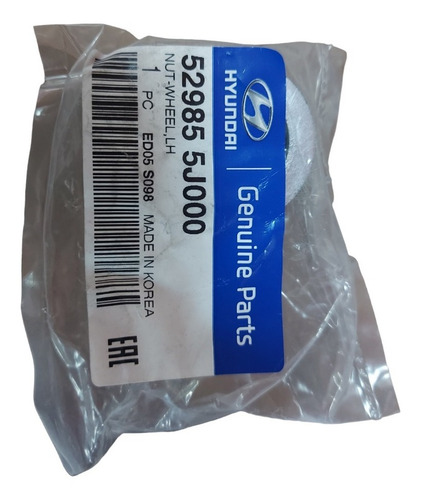 HYUNDAI
Genuine Parts
52985 5J000
NUT-WHEEL,LH
1 PC ED05 S098 MADE IN KOREA
EAC